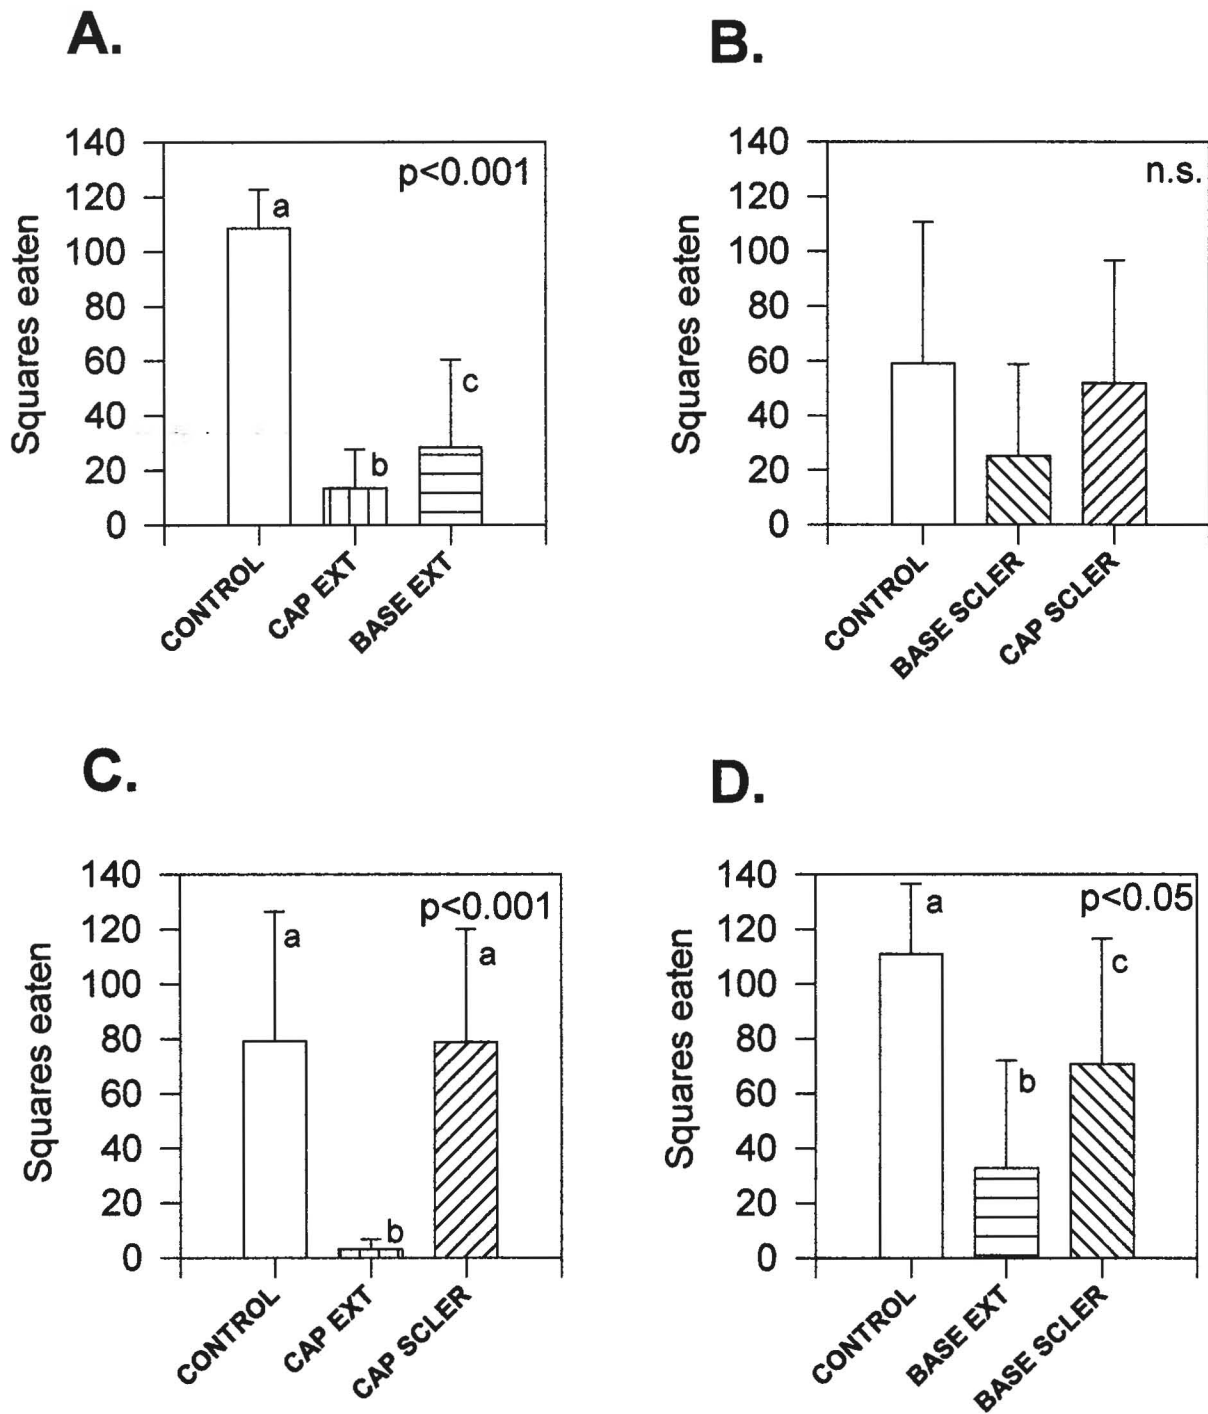 A.
140
120
100
80
60
40
20
0
Squares eaten
p<0.001
a
b
c
CONTROL
CAP EXT
BASE EXT
B.
140
120
100
80
60
40
20
0
Squares eaten
n.s.
CONTROL
BASE SCLER
CAP SCLER
C.
140
120
100
80
60
40
20
0
Squares eaten
p<0.001
a
b
a
CONTROL
CAP EXT
CAP SCLER
D.
140
120
100
80
60
40
20
0
Squares eaten
p<0.05
a
b
c
CONTROL
BASE EXT
BASE SCLER